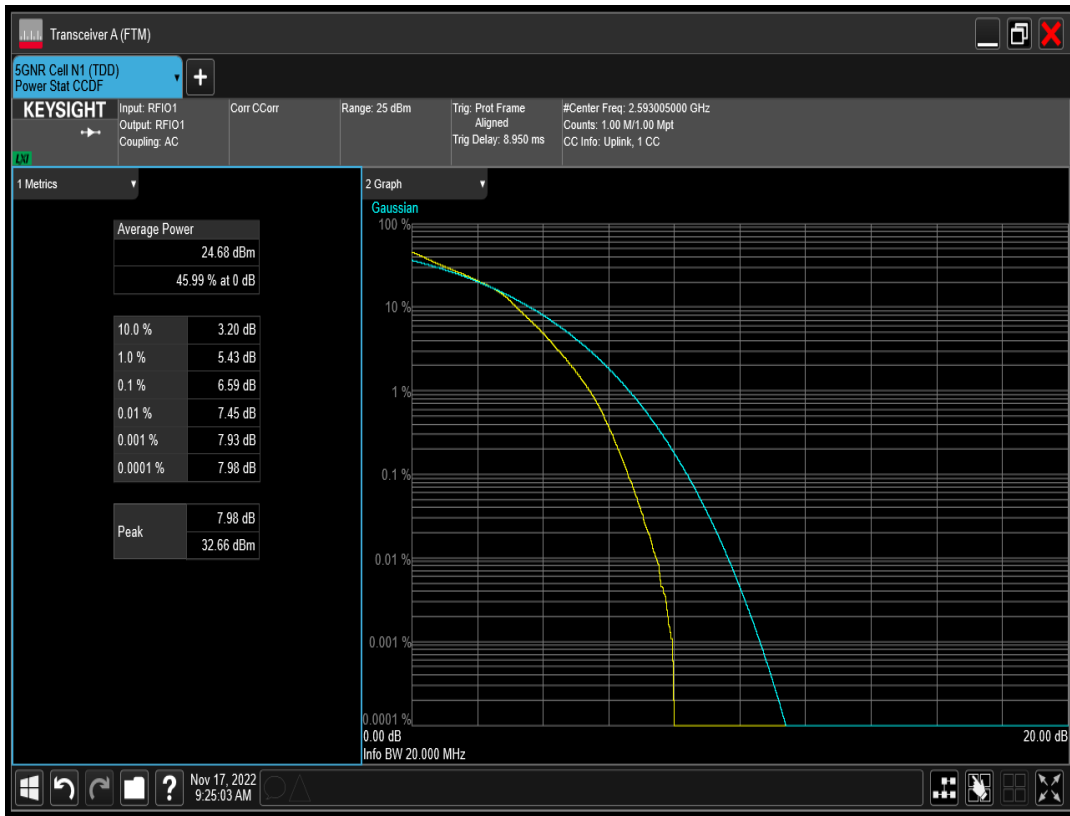 Transceiver A (FTM)
5GNR Cell N1 (TDD)
Power Stat CCDF
+
KEYSIGHT
LXI
Input: RFIO1
Output: RFIO1
Coupling: AC
Corr CCorr
Range: 25 dBm
Trig: Prot Frame
Aligned
Trig Delay: 8.950 ms
#Center Freq: 2.593005000 GHz
Counts: 1.00 M/1.00 Mpt
CC Info: Uplink, 1 CC
1 Metrics
Average Power
24.68 dBm
45.99 % at 0 dB
10.0 % 3.20 dB
1.0 % 5.43 dB
0.1 % 6.59 dB
0.01 % 7.45 dB
0.001 % 7.93 dB
0.0001 % 7.98 dB
Peak
7.98 dB
32.66 dBm
2 Graph
Gaussian
100 %
10 %
1 %
0.1 %
0.01 %
0.001 %
0.0001 %
0.00 dB 20.00 dB
Info BW 20.000 MHz
?
Nov 17, 2022
9:25:03 AM